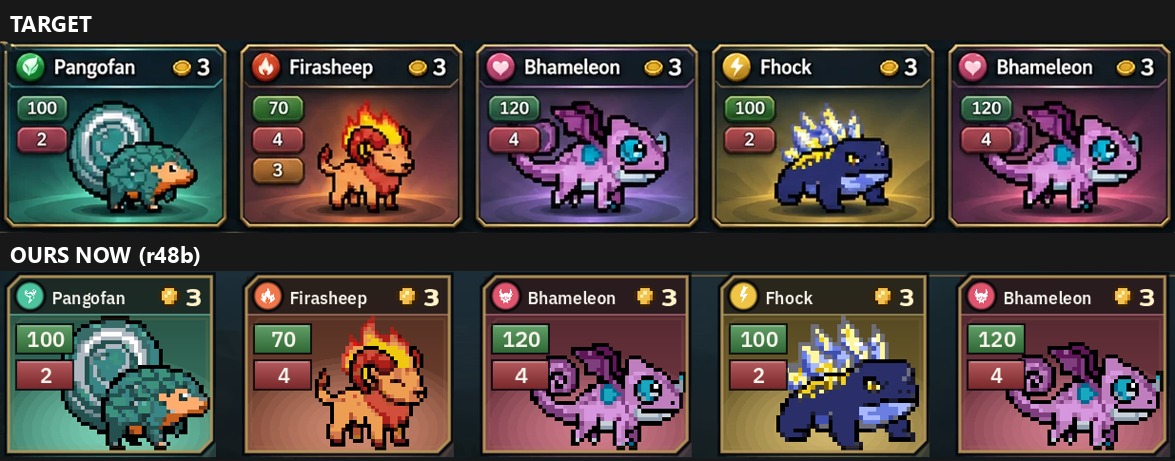 TARGET
Pangofan 3 Firasheep 3 Bhameleon 3 Fhock 3 Bhameleon 3
100 70 120 100 120
2 4 4 2 4
3
OURS NOW (r48b)
Pangofan 3 Firasheep 3 Bhameleon 3 Fhock 3 Bhameleon 3
100 70 120 100 120
2 4 4 2 4